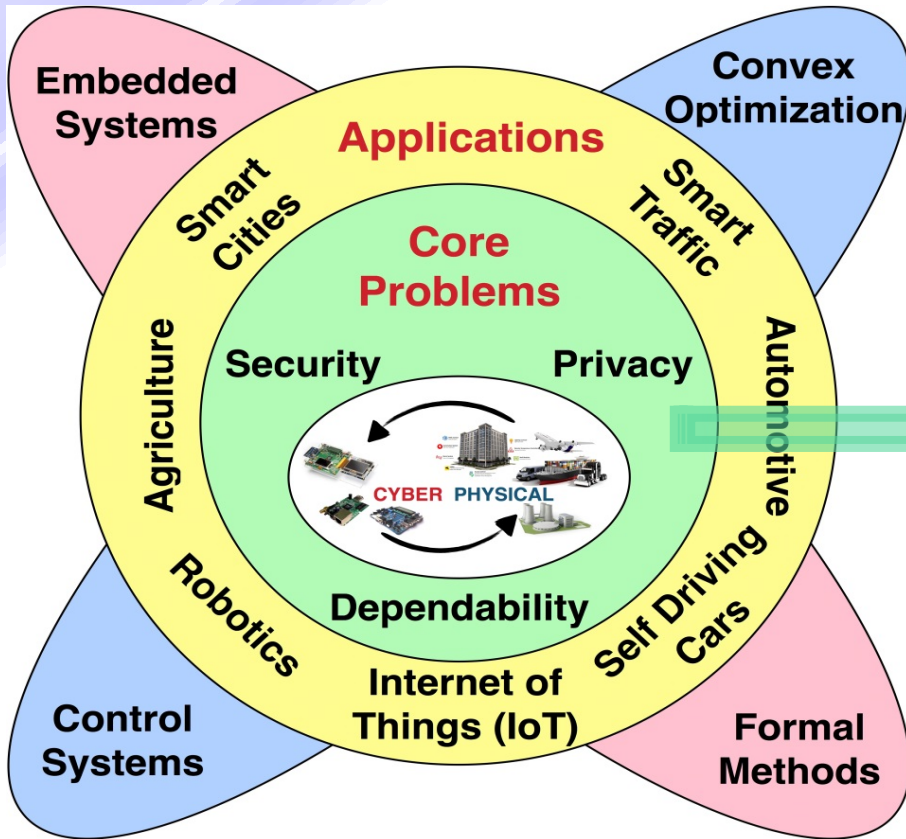 Embedded
Systems
Convex
Optimization
Applications
Smart
Cities
Smart
Traffic
Core
Problems
Security
Privacy
Agriculture
Automotive
CYBER PHYSICAL
Robotics
Dependability
Self Driving
Cars
Internet of
Things (IoT)
Control
Systems
Formal
Methods